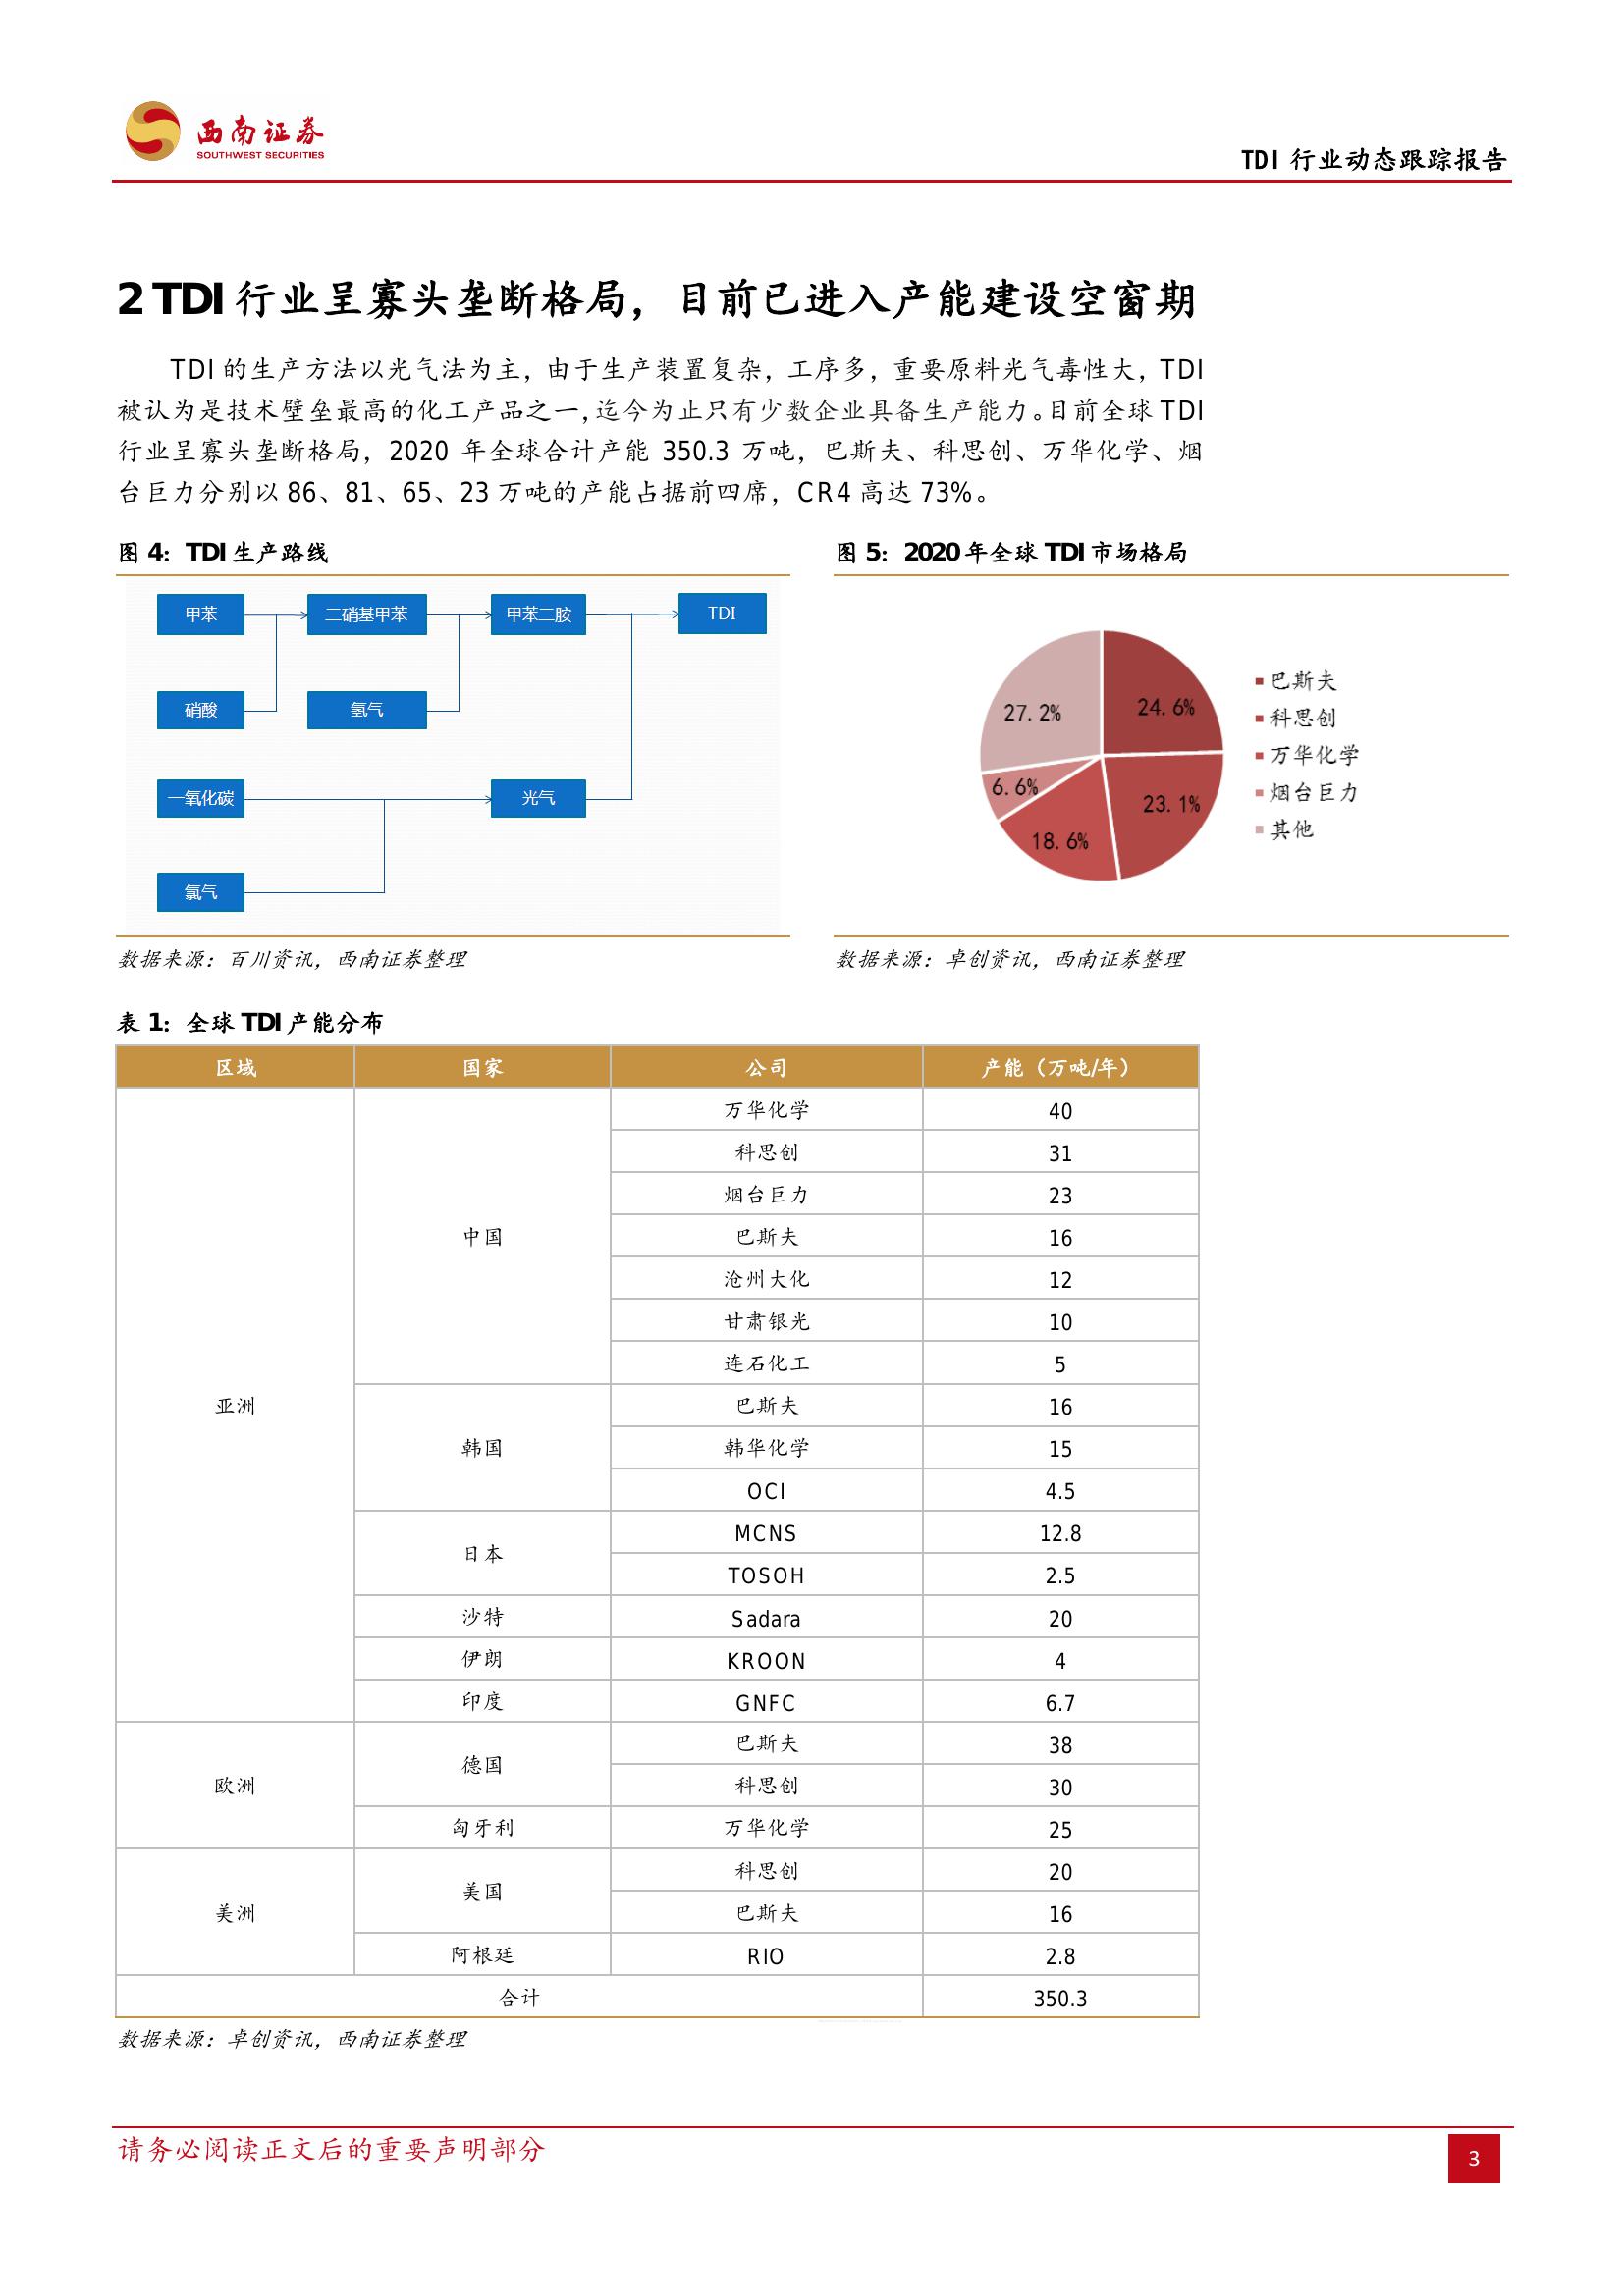 西南证券
SOUTHWEST SECURITIES
TDI 行业动态跟踪报告
2 TDI 行业呈寡头垄断格局，目前已进入产能建设空窗期
TDI 的生产方法以光气法为主，由于生产装置复杂，工序多，重要原料光气毒性大，TDI
被认为是技术壁垒最高的化工产品之一，迄今为止只有少数企业具备生产能力。目前全球 TDI
行业呈寡头垄断格局，2020 年全球合计产能 350.3 万吨，巴斯夫、科思创、万华化学、烟
台巨力分别以 86、81、65、23 万吨的产能占据前四席，CR4 高达 73%。
图 4：TDI 生产路线
甲苯 二硝基甲苯 甲苯二胺 TDI
硝酸 氢气
一氧化碳 光气
氯气
数据来源：百川资讯，西南证券整理
图 5：2020 年全球 TDI 市场格局
24.6%
23.1%
18.6%
6.6%
27.2%
巴斯夫
科思创
万华化学
烟台巨力
其他
数据来源：卓创资讯，西南证券整理
表 1：全球 TDI 产能分布
区域 国家 公司 产能（万吨/年）
亚洲 中国 万华化学 40
科思创 31
烟台巨力 23
巴斯夫 16
沧州大化 12
甘肃银光 10
连石化工 5
韩国 巴斯夫 16
韩华化学 15
OCI 4.5
日本 MCNS 12.8
TOSOH 2.5
沙特 Sadara 20
伊朗 KROON 4
印度 GNFC 6.7
欧洲 德国 巴斯夫 38
科思创 30
匈牙利 万华化学 25
美洲 美国 科思创 20
巴斯夫 16
阿根廷 RIO 2.8
合计 350.3
数据来源：卓创资讯，西南证券整理
请务必阅读正文后的重要声明部分
3